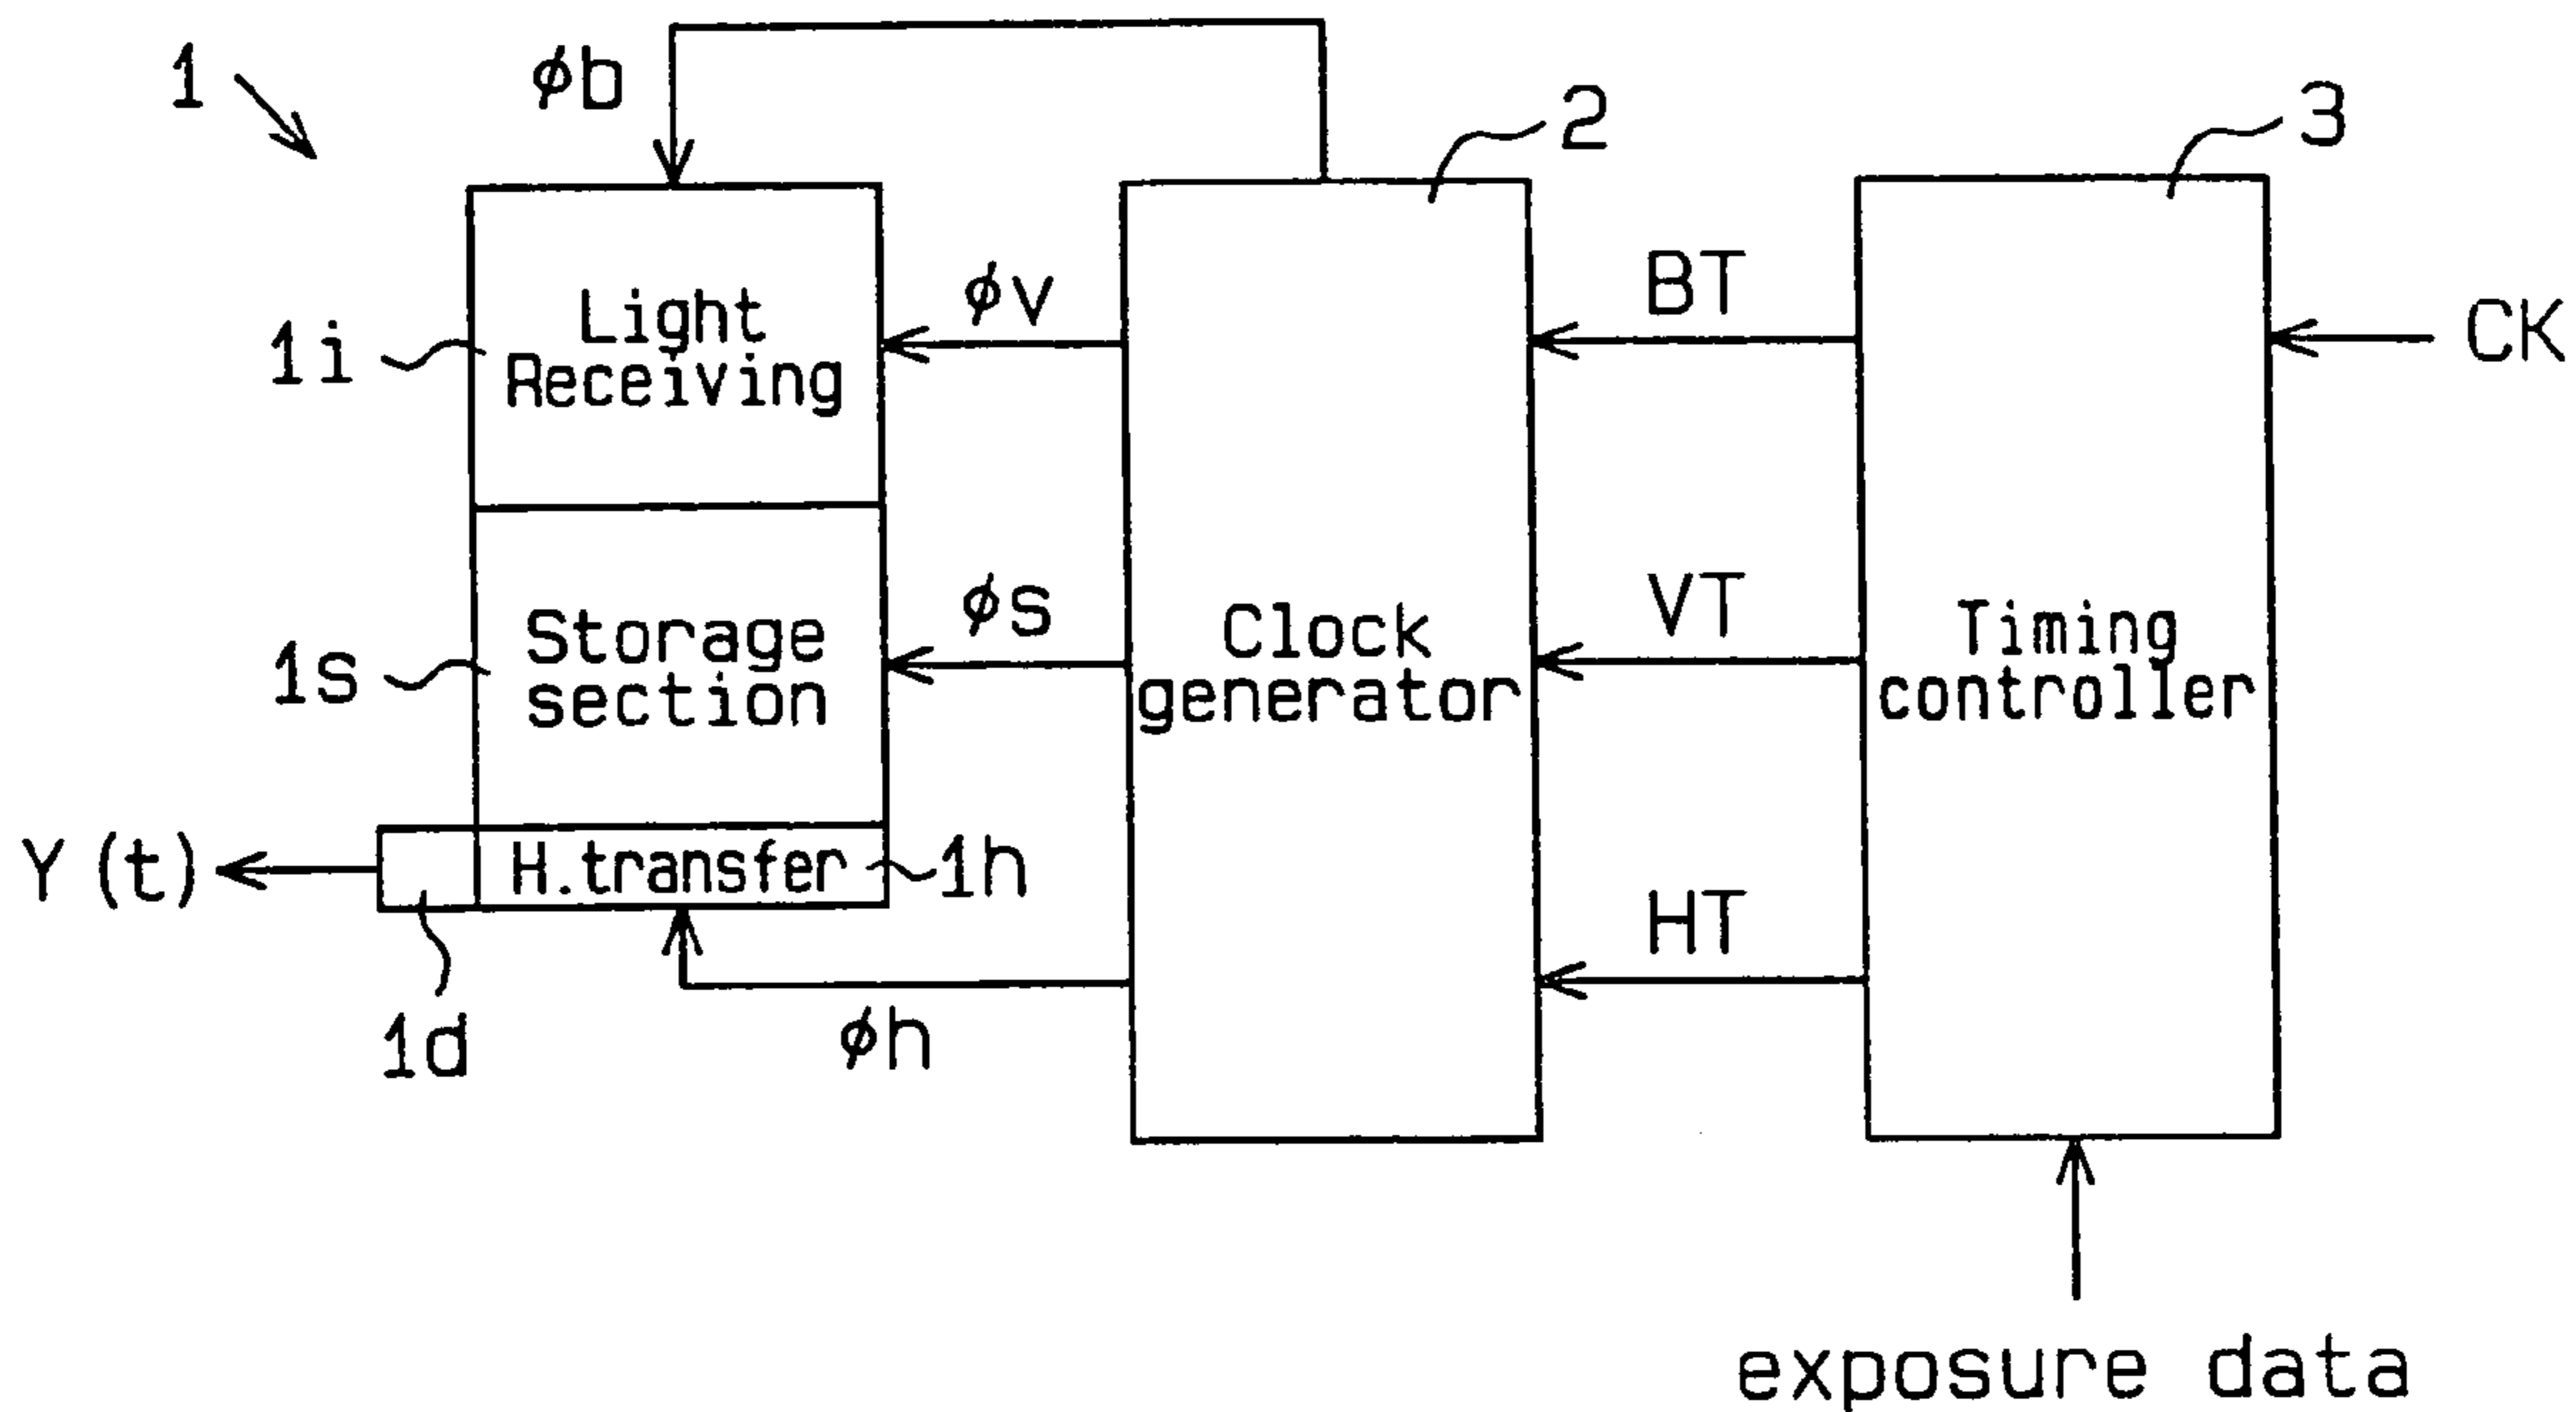 1
φb
2
3
Light
Receiving
1i
φv
BT
CK
Storage
section
1s
φs
Clock
generator
VT
Timing
controller
Y(t)
H.transfer
1h
HT
1d
φh
exposure data